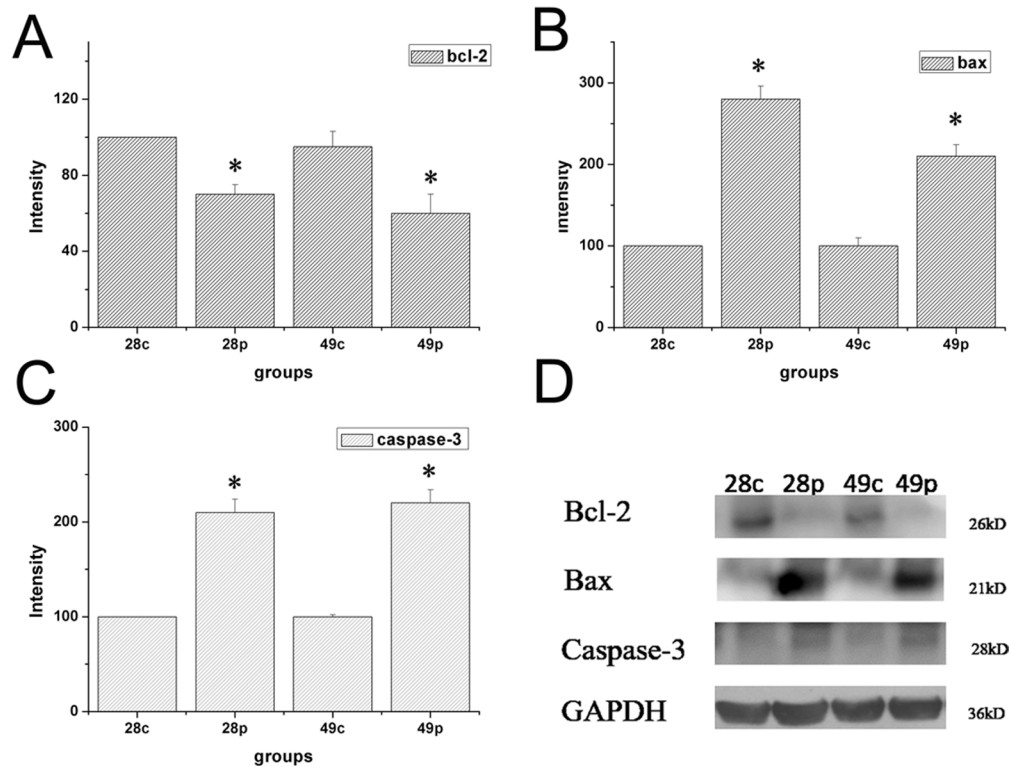 A
bcl-2
120
80
40
0
Intensity
* *
28c 28p 49c 49p
groups
B
bax
300
200
100
0
Intensity
* *
28c 28p 49c 49p
groups
C
caspase-3
300
200
100
0
Intensity
* *
28c 28p 49c 49p
groups
D
28c 28p 49c 49p
Bcl-2 26kD
Bax 21kD
Caspase-3 28kD
GAPDH 36kD